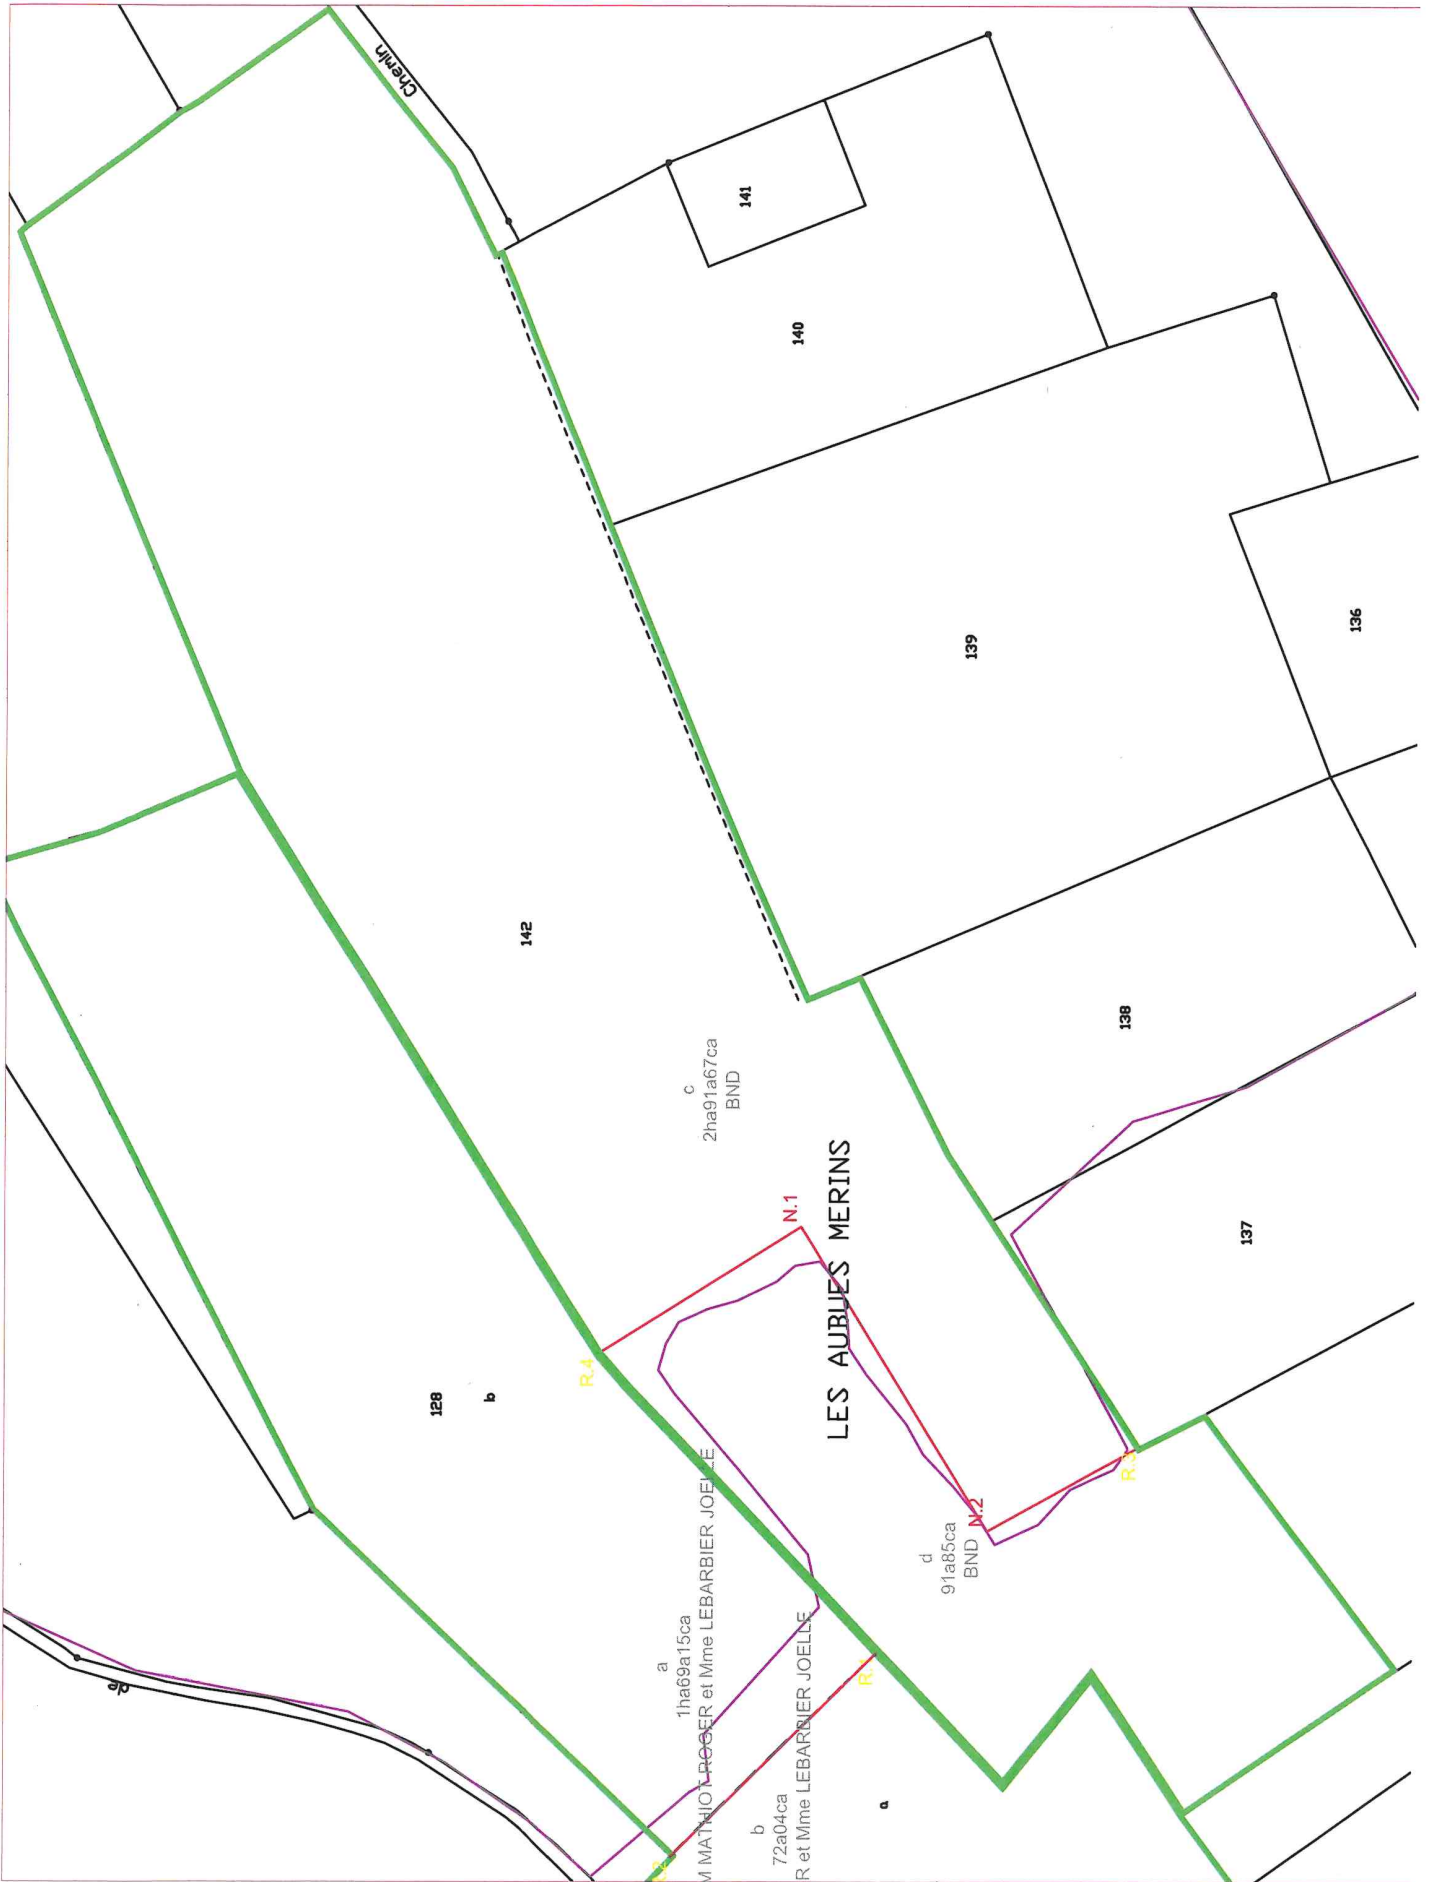 Chemin
141
140
139
136
142
138
137
c
2ha91a67ca
BND
LES AUBUES MERINS
N.1
R.4
128
b
N.2
R.3
d
91a85ca
BND
a
1ha69a15ca
M MATHIOT ROGER et Mme LEBARBIER JOELLE
R.1
b
72a04ca
R et Mme LEBARBIER JOELLE
a
de